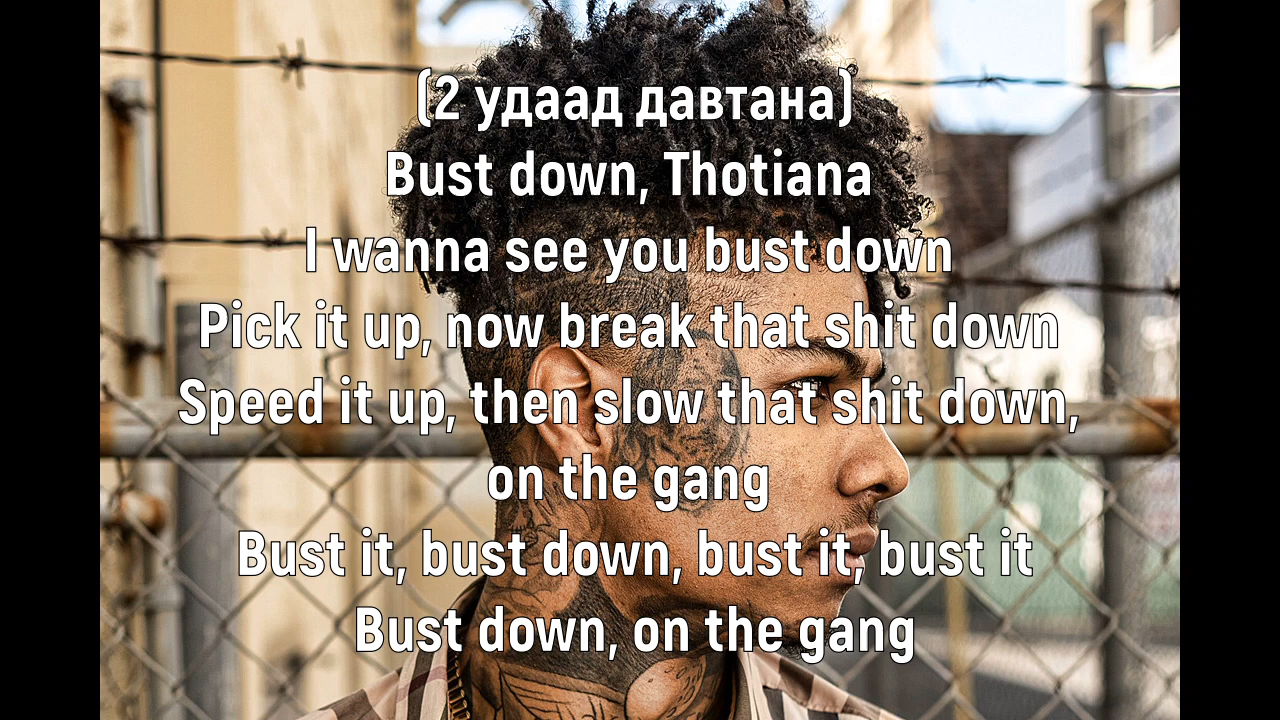 (2 удаад давтана)
Bust down, Thotiana
I wanna see you bust down
Pick it up, now break that shit down
Speed it up, then slow that shit down,
on the gang
Bust it, bust down, bust it, bust it
Bust down, on the gang